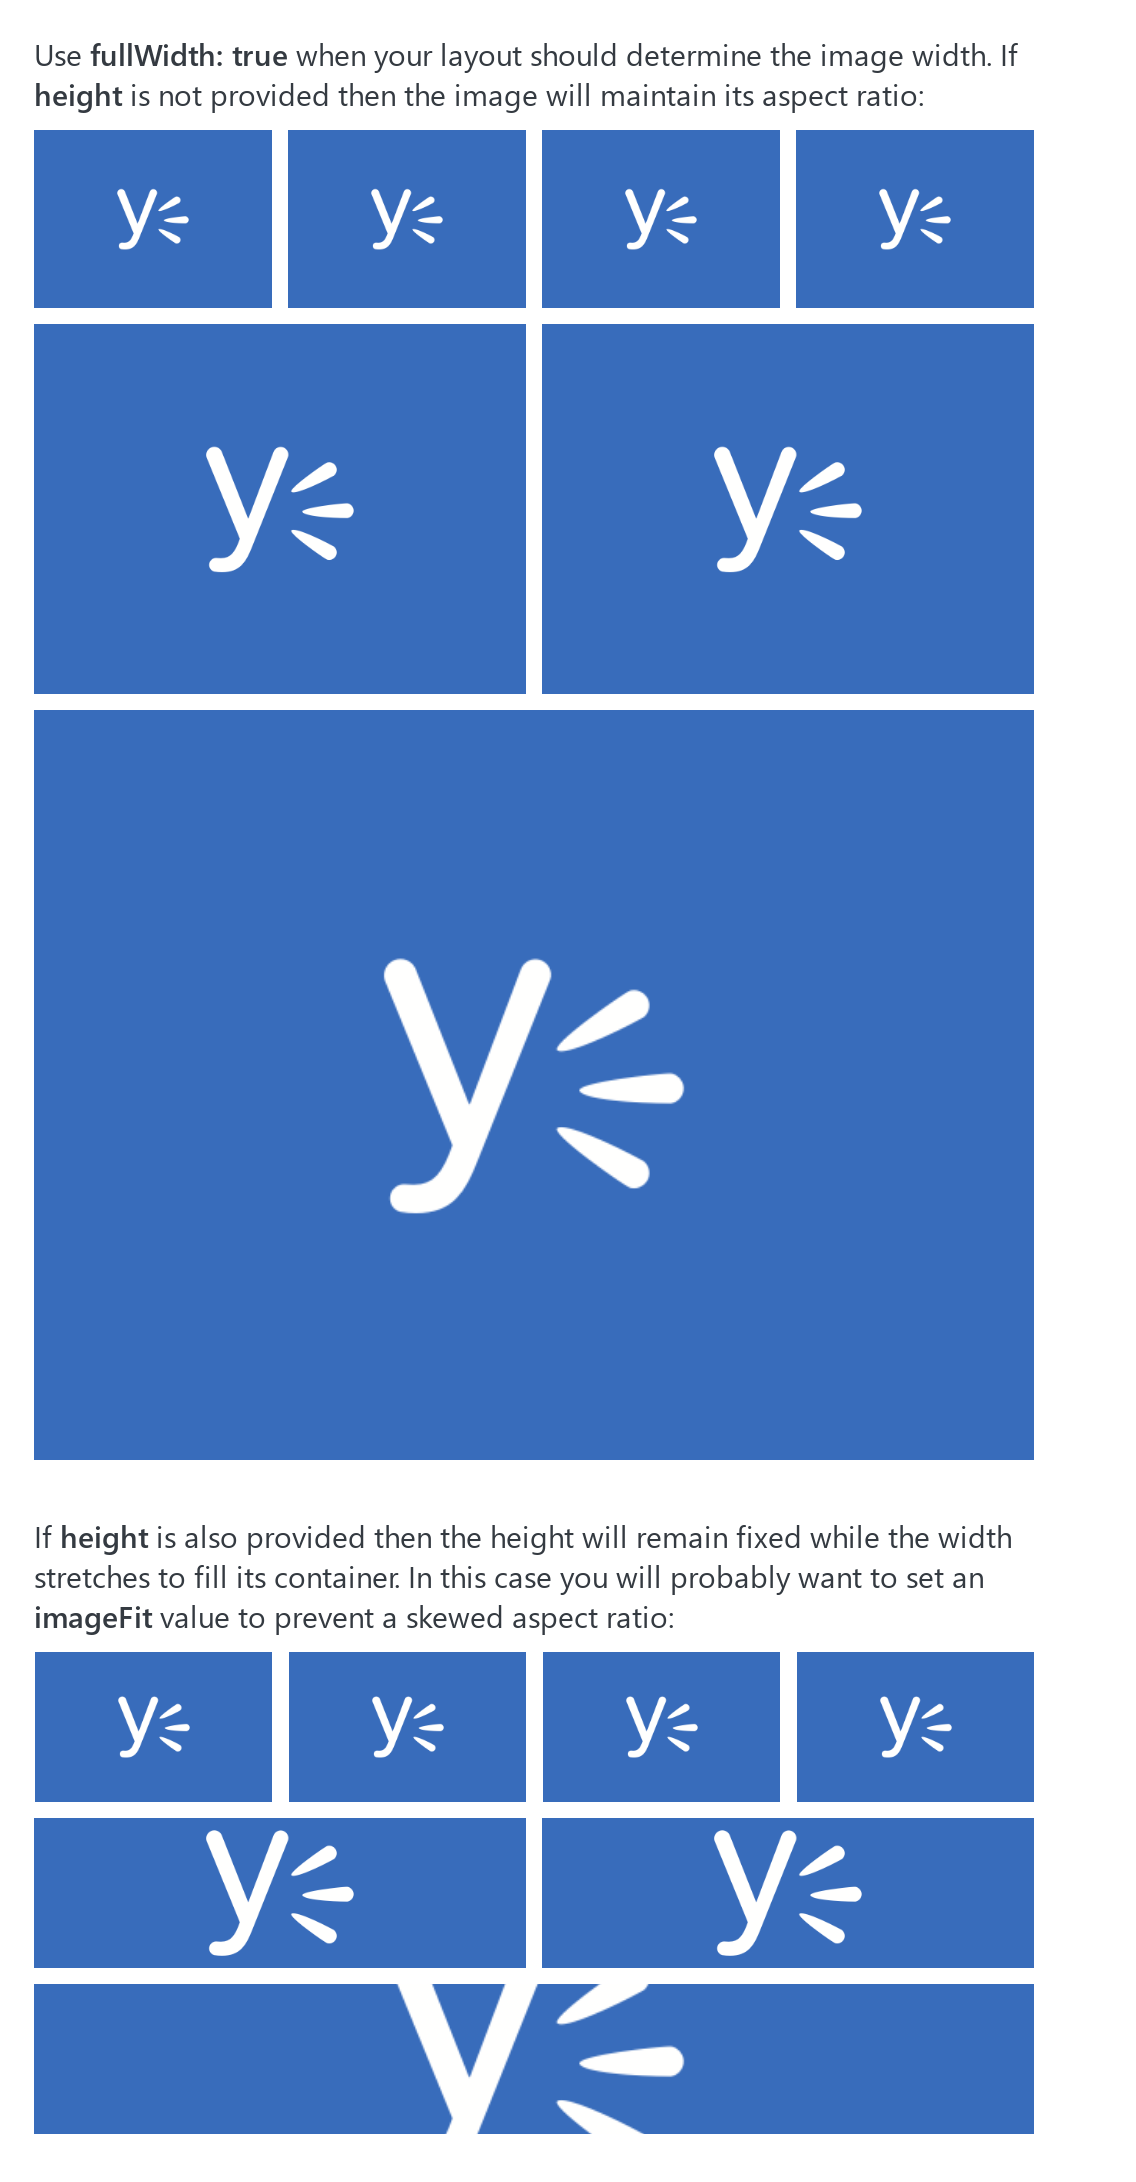 Use fullWidth: true when your layout should determine the image width. If
height is not provided then the image will maintain its aspect ratio:
If height is also provided then the height will remain fixed while the width
stretches to fill its container. In this case you will probably want to set an
imageFit value to prevent a skewed aspect ratio: